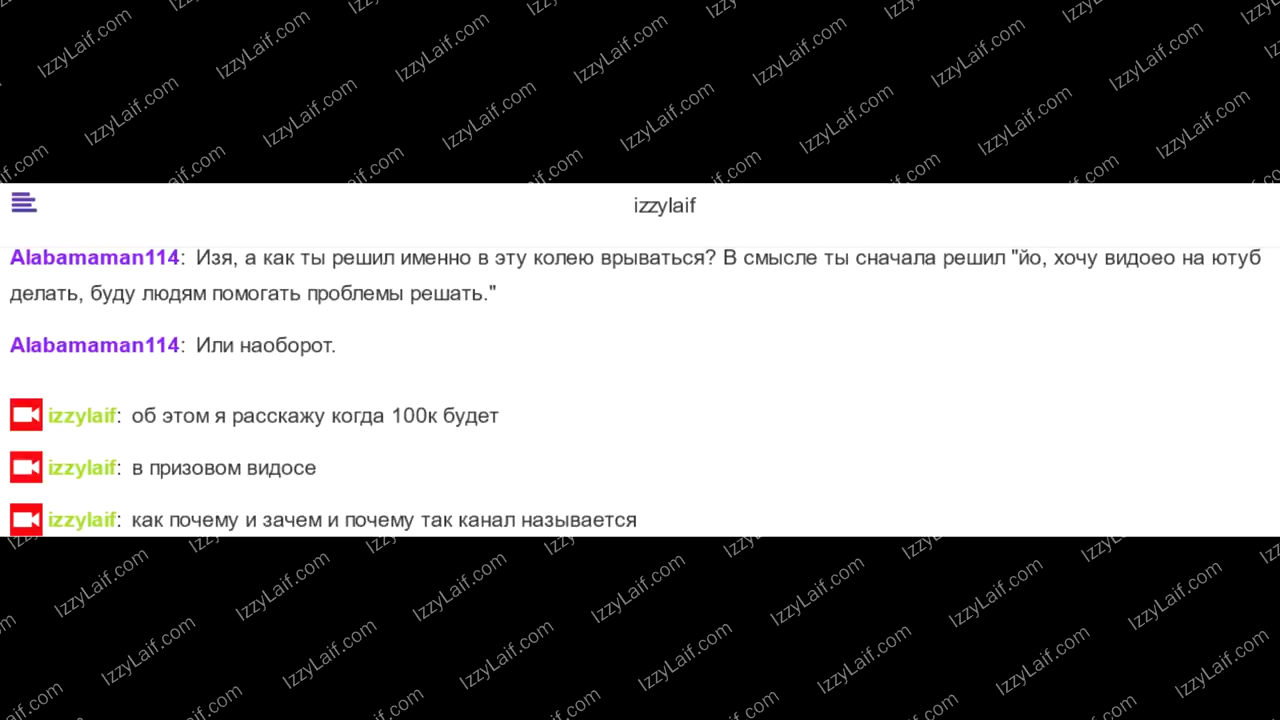 izzylaif
Alabamaman114: Изя, а как ты решил именно в эту колею врываться? В смысле ты сначала решил "йо, хочу видоео на ютуб
делать, буду людям помогать проблемы решать."
Alabamaman114: Или наоборот.
izzylaif: об этом я расскажу когда 100к будет
izzylaif: в призовом видосе
izzylaif: как почему и зачем и почему так канал называется
IzzyLaif.com